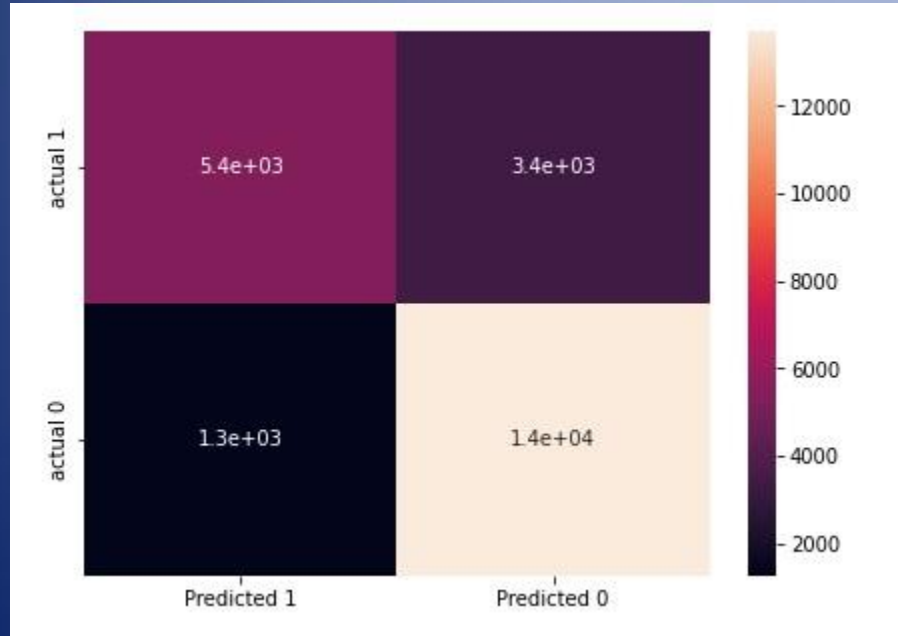 actual 1
5.4e+03
3.4e+03
actual 0
1.3e+03
1.4e+04
Predicted 1
Predicted 0
12000
10000
8000
6000
4000
2000